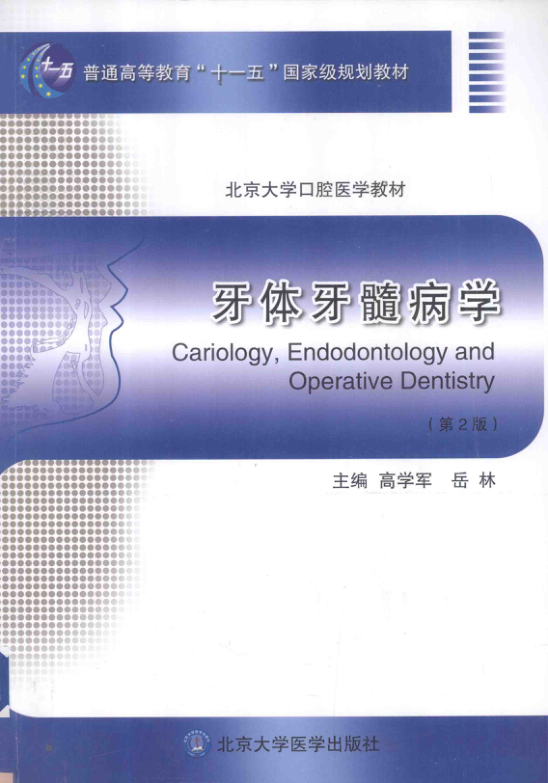 十一五
普通高等教育“十一五”国家级规划教材
北京大学口腔医学教材
牙体牙髓病学
Cariology, Endodontology and
Operative Dentistry
（第2版）
主编 高学军 岳 林
北京大学医学出版社